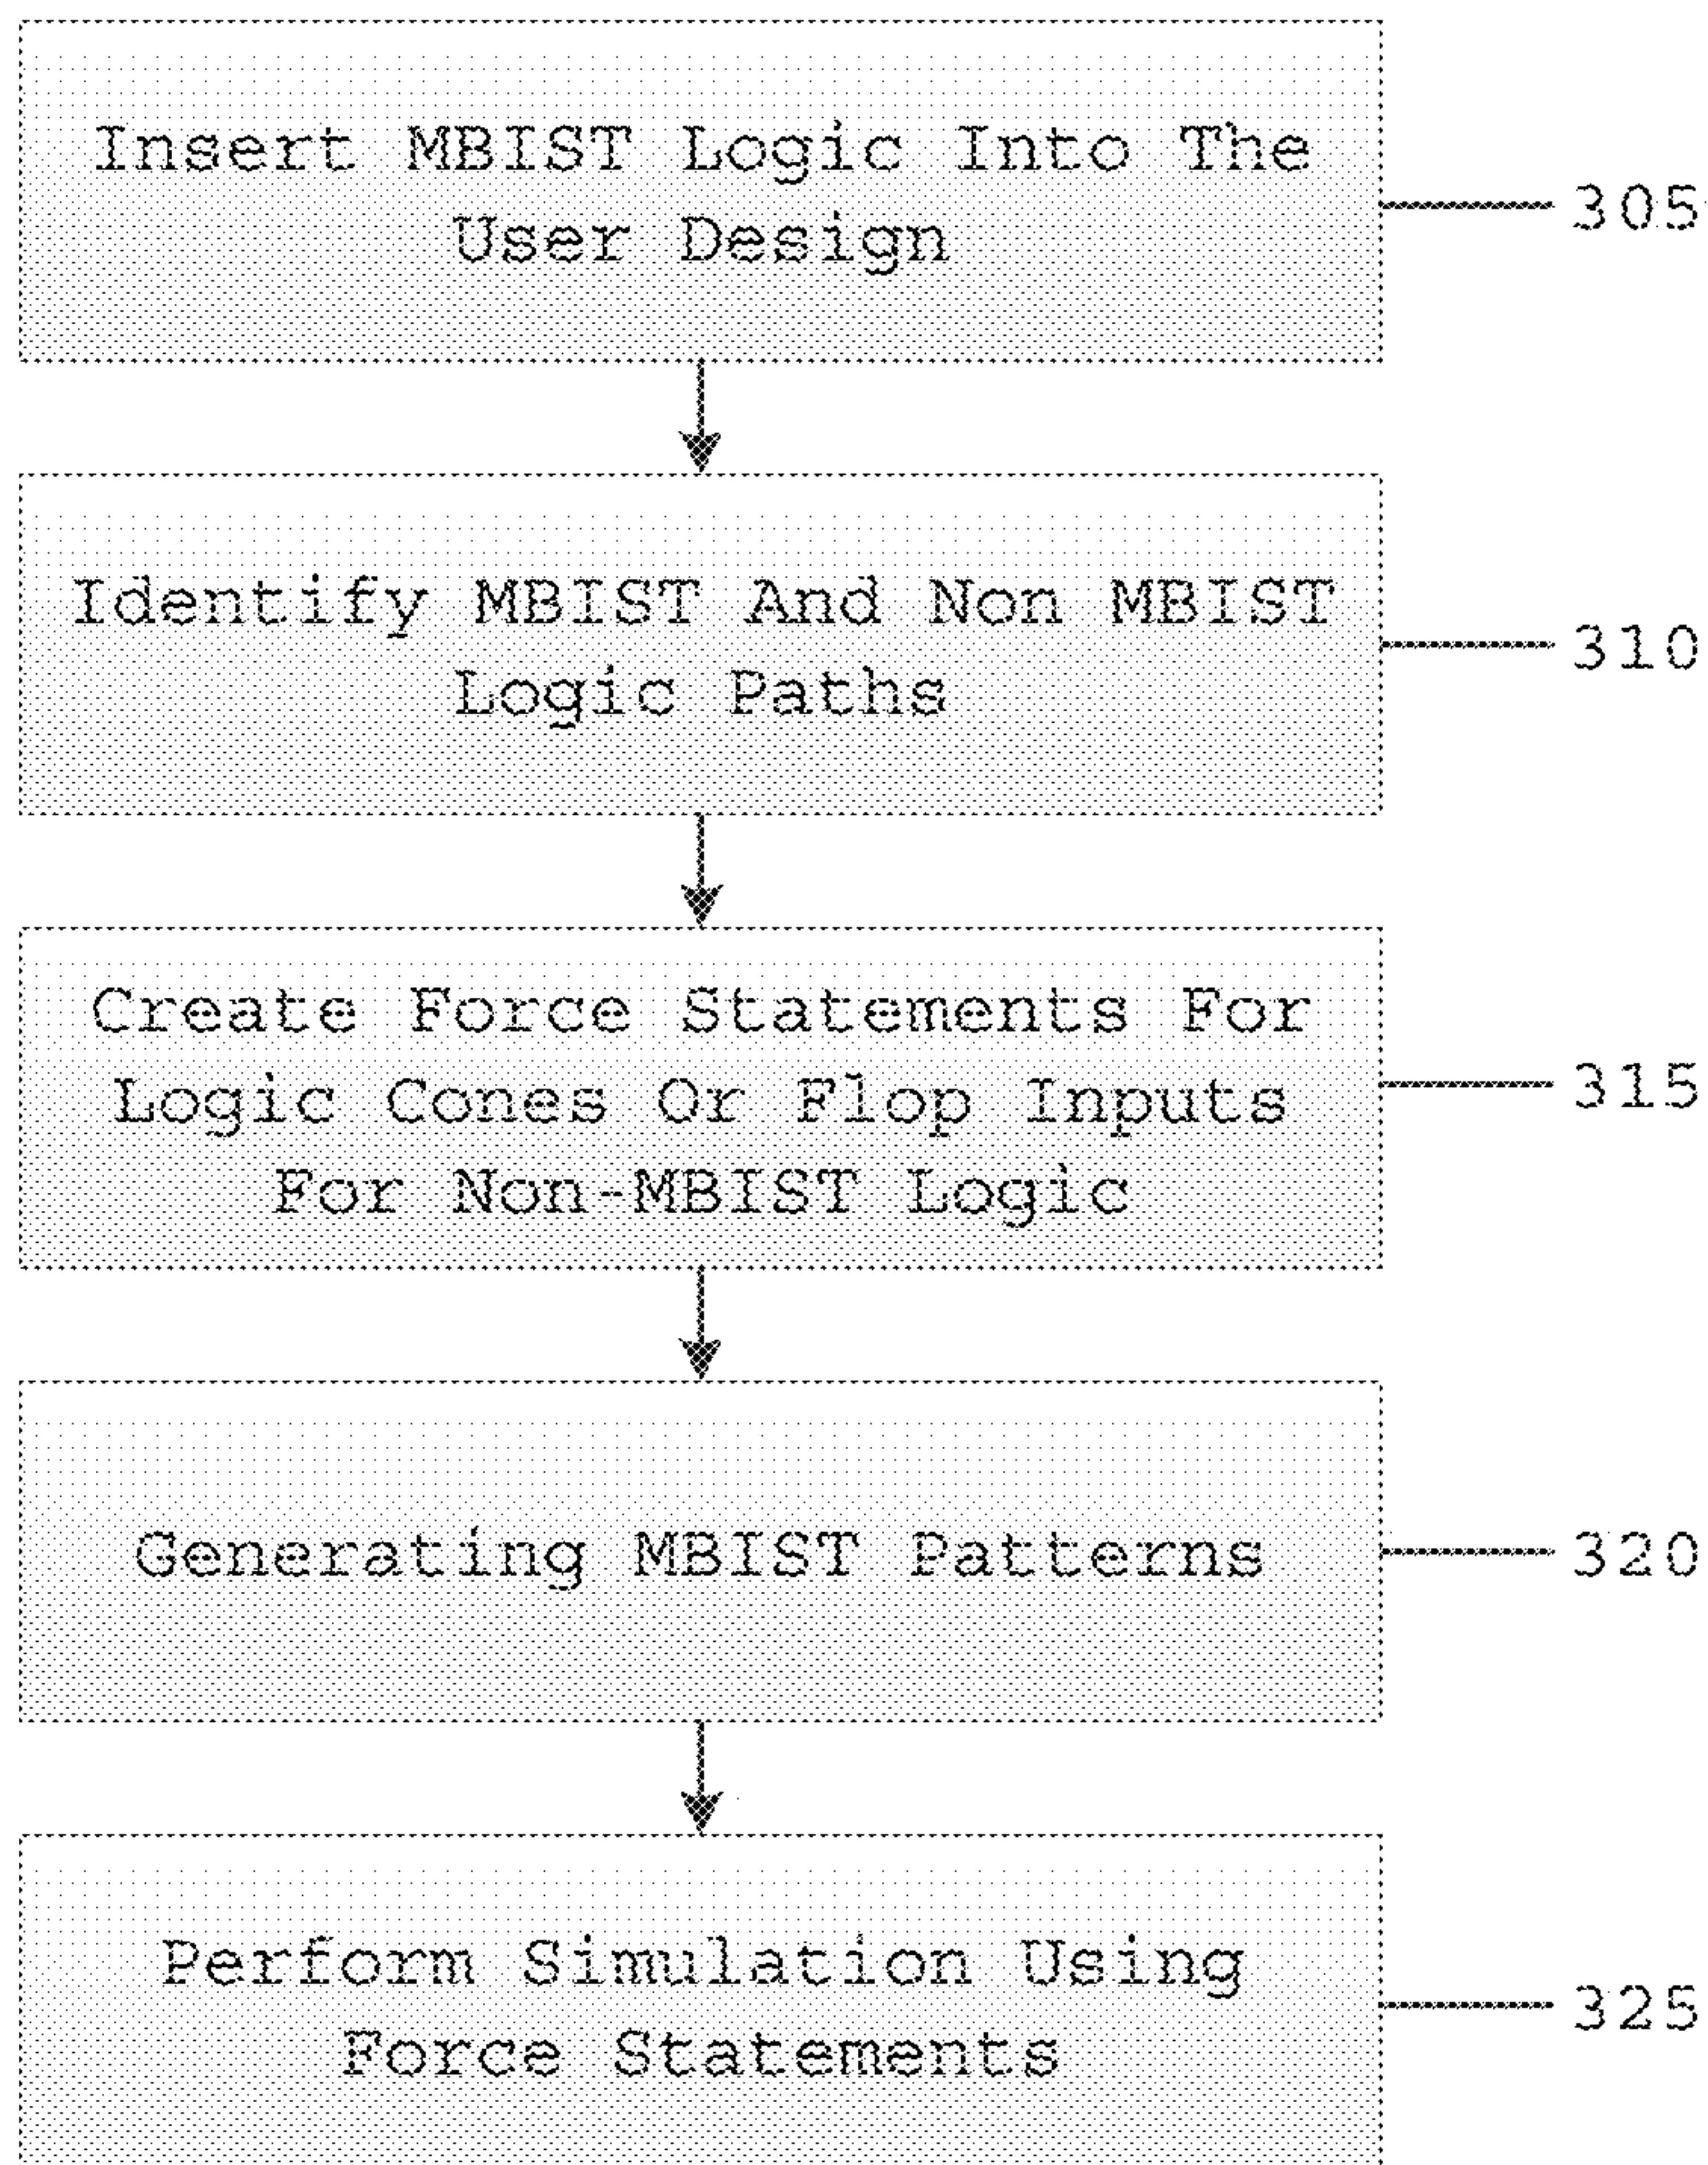 Insert MBIST Logic Into The
User Design
305
Identify MBIST And Non MBIST
Logic Paths
310
Create Force Statements For
Logic Cones Or Flop Inputs
For Non-MBIST Logic
315
Generating MBIST Patterns
320
Perform Simulation Using
Force Statements
325